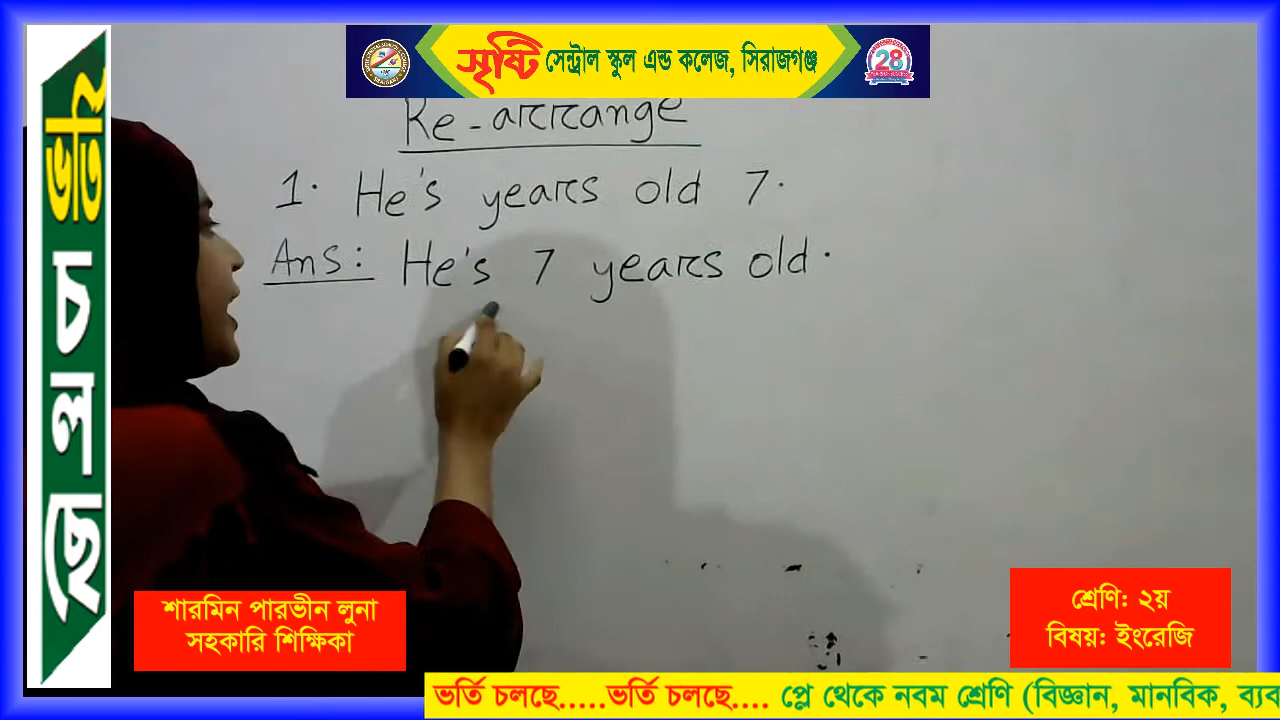 সৃষ্টি সেন্ট্রাল স্কুল এন্ড কলেজ, সিরাজগঞ্জ
28
ভর্তি চলছে
Re-arrange
1. He's years old 7.
Ans: He's 7 years old.
শারমিন পারভীন লুনা
সহকারি শিক্ষিকা
শ্রেণি: ২য়
বিষয়: ইংরেজি
ভর্তি চলছে.....ভর্তি চলছে.... প্লে থেকে নবম শ্রেণি (বিজ্ঞান, মানবিক, ব্যব